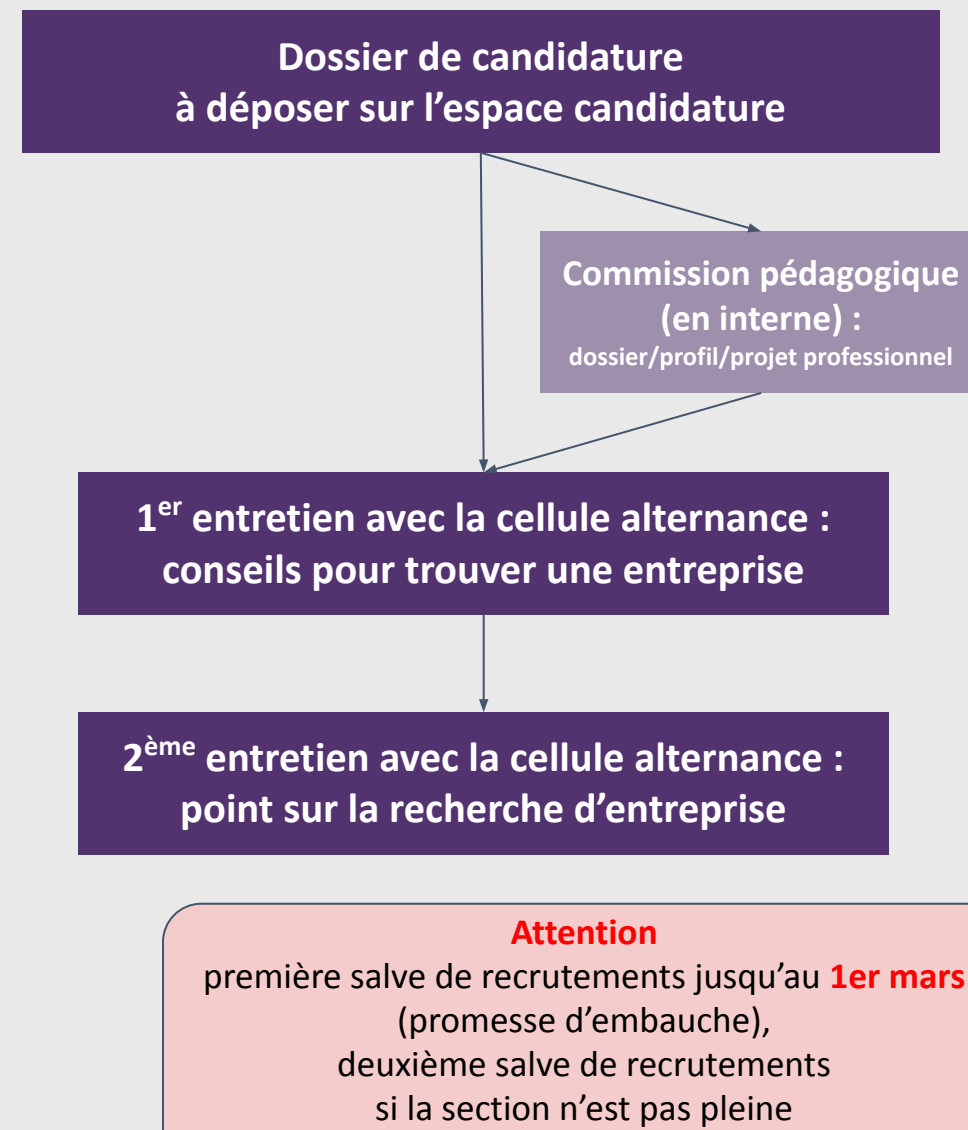 Dossier de candidature
à déposer sur l’espace candidature
Commission pédagogique
(en interne) :
dossier/profil/projet professionnel
1er entretien avec la cellule alternance :
conseils pour trouver une entreprise
2ème entretien avec la cellule alternance :
point sur la recherche d’entreprise
Attention
première salve de recrutements jusqu’au 1er mars
(promesse d’embauche),
deuxième salve de recrutements
si la section n’est pas pleine